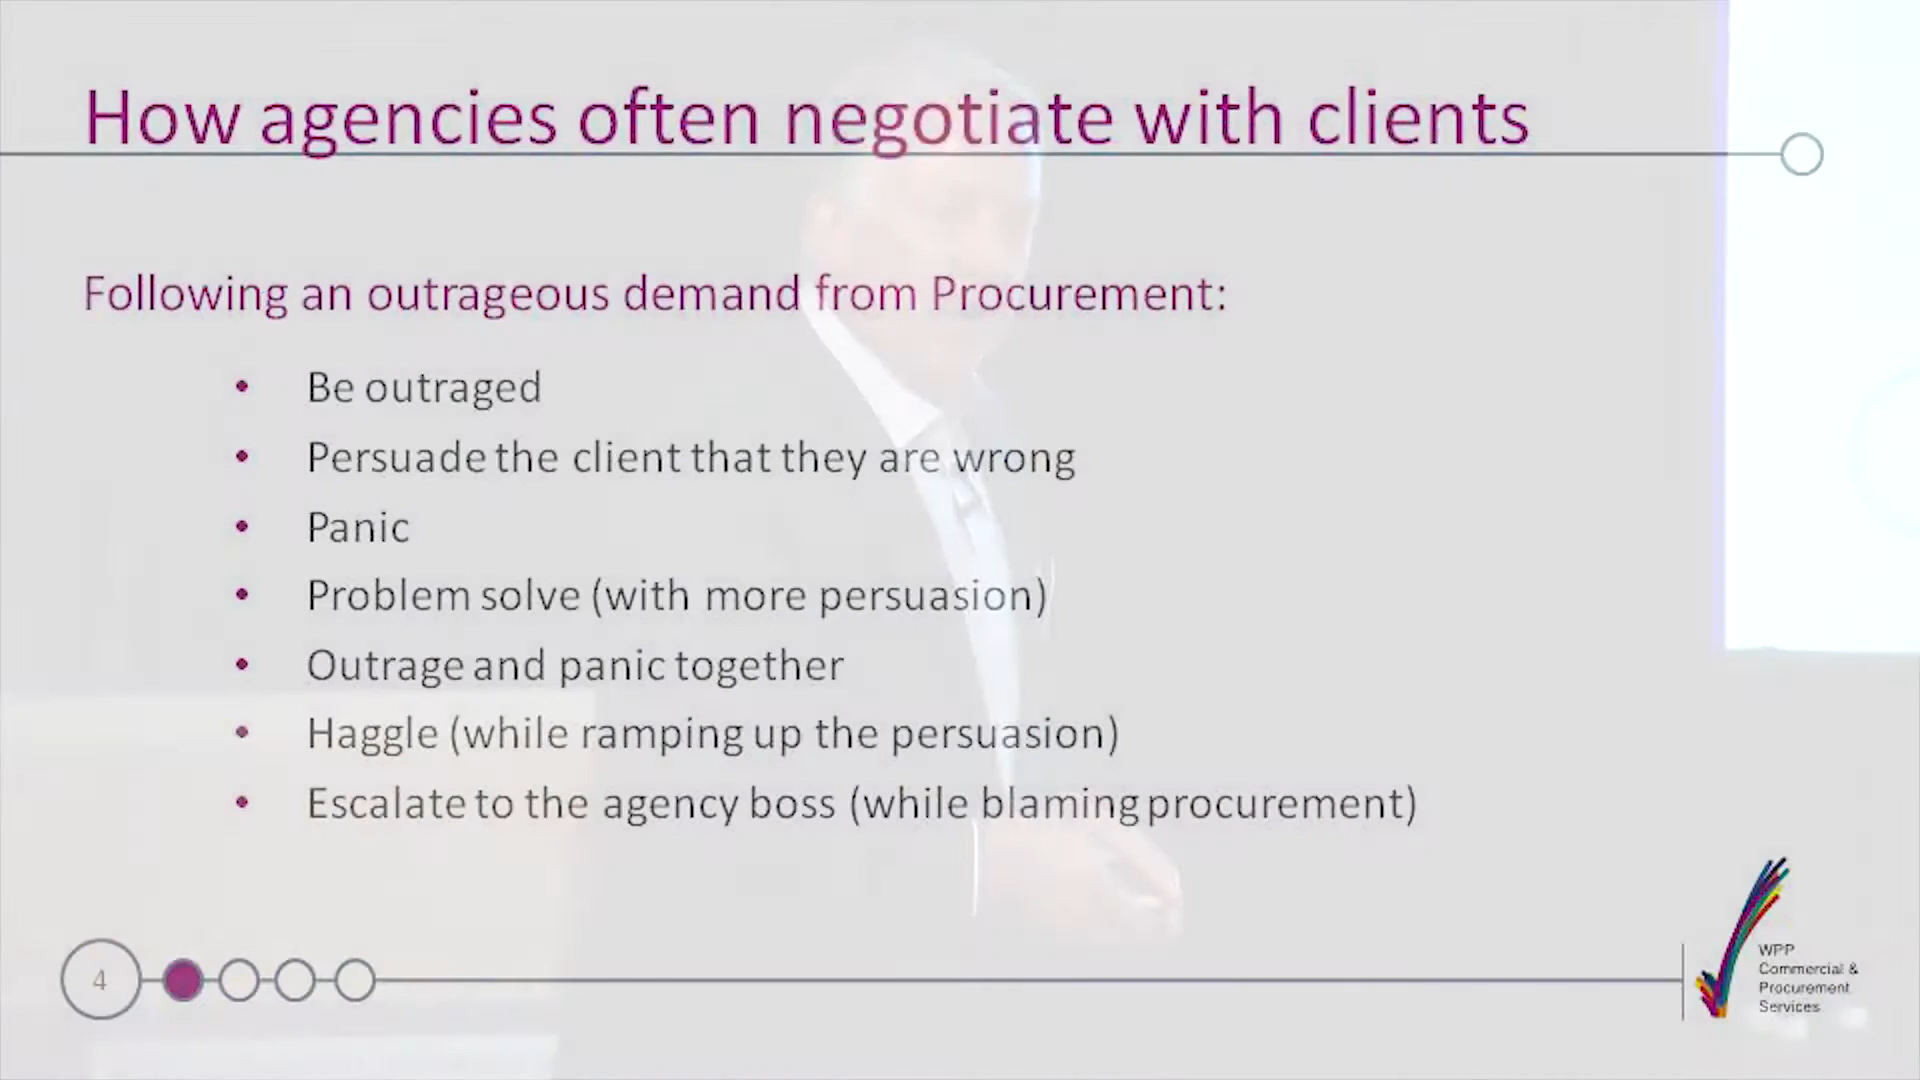 How agencies often negotiate with clients
Following an outrageous demand from Procurement:
• Be outraged
• Persuade the client that they are wrong
• Panic
• Problem solve (with more persuasion)
• Outrage and panic together
• Haggle (while ramping up the persuasion)
• Escalate to the agency boss (while blaming procurement)
4
WPP
Commercial &
Procurement
Services